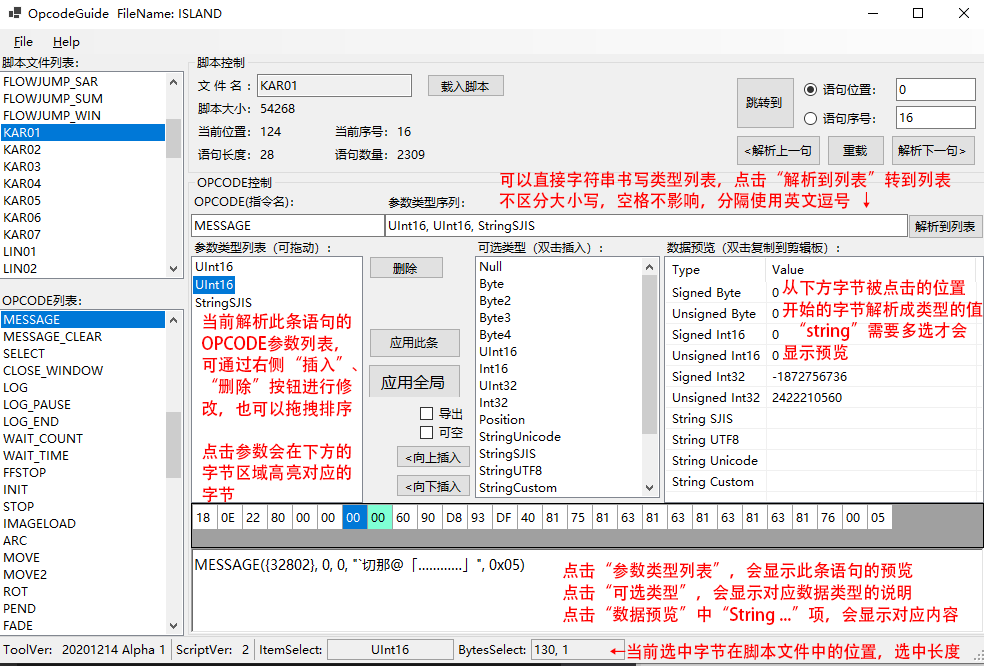 OpcodeGuide FileName: ISLAND
File Help
脚本文件列表:
FLOWJUMP_SAR
FLOWJUMP_SUM
FLOWJUMP_WIN
KAR01
KAR02
KAR03
KAR04
KAR05
KAR06
KAR07
LIN01
LIN02
OPCODE列表:
MESSAGE
MESSAGE_CLEAR
SELECT
CLOSE_WINDOW
LOG
LOG_PAUSE
LOG_END
WAIT_COUNT
WAIT_TIME
FFSTOP
INIT
STOP
IMAGELOAD
ARC
MOVE
MOVE2
ROT
PEND
FADE
脚本控制
文 件 名: KAR01 载入脚本
脚本大小: 54268
当前位置: 124 当前序号: 16
语句长度: 28 语句数量: 2309
跳转到
语句位置: 0
语句序号: 16
<解析上一句 重载 解析下一句>
OPCODE控制
可以直接字符串书写类型列表，点击“解析到列表”转到列表
不区分大小写，空格不影响，分隔使用英文逗号 ↓
OPCODE(指令名): 参数类型序列:
MESSAGE UInt16, UInt16, StringSJIS 解析到列表
参数类型列表（可拖动）:
UInt16
UInt16
StringSJIS
当前解析此条语句的
OPCODE参数列表，
可通过右侧“插入”、
“删除”按钮进行修
改，也可以拖拽排序
点击参数会在下方的
字节区域高亮对应的
字节
删除
应用此条
应用全局
导出
可空
<向上插入
<向下插入
可选类型（双击插入）:
Null
Byte
Byte2
Byte3
Byte4
UInt16
Int16
UInt32
Int32
Position
StringUnicode
StringSJIS
StringUTF8
StringCustom
数据预览（双击复制到剪辑板）:
Type Value
Signed Byte 0
Unsigned Byte 0
Signed Int16 0
Unsigned Int16 0
Signed Int32 -1872756736
Unsigned Int32 2422210560
String SJIS
String UTF8
String Unicode
String Custom
从下方字节被点击的位置
开始的字节解析成类型的值
“string”需要多选才会
显示预览
18 0E 22 80 00 00 00 00 60 90 D8 93 DF 40 81 75 81 63 81 63 81 63 81 63 81 76 00 05
MESSAGE({32802}, 0, 0, "`切那@「…………」", 0x05)
点击“参数类型列表”，会显示此条语句的预览
点击“可选类型”，会显示对应数据类型的说明
点击“数据预览”中“String ...”项，会显示对应内容
ToolVer: 20201214 Alpha 1 ScriptVer: 2 ItemSelect: UInt16 BytesSelect: 130, 1
←当前选中字节在脚本文件中的位置，选中长度